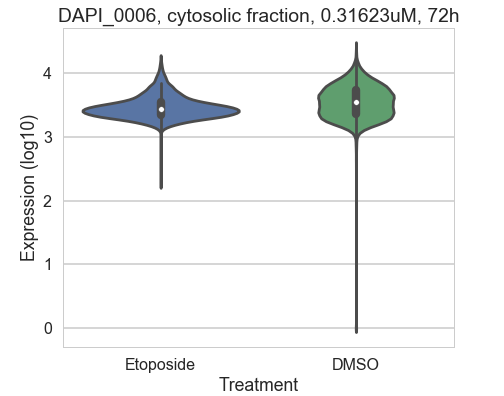 DAPI_0006, cytosolic fraction, 0.31623uM, 72h
Expression (log10)
4
3
2
1
0
Etoposide DMSO
Treatment